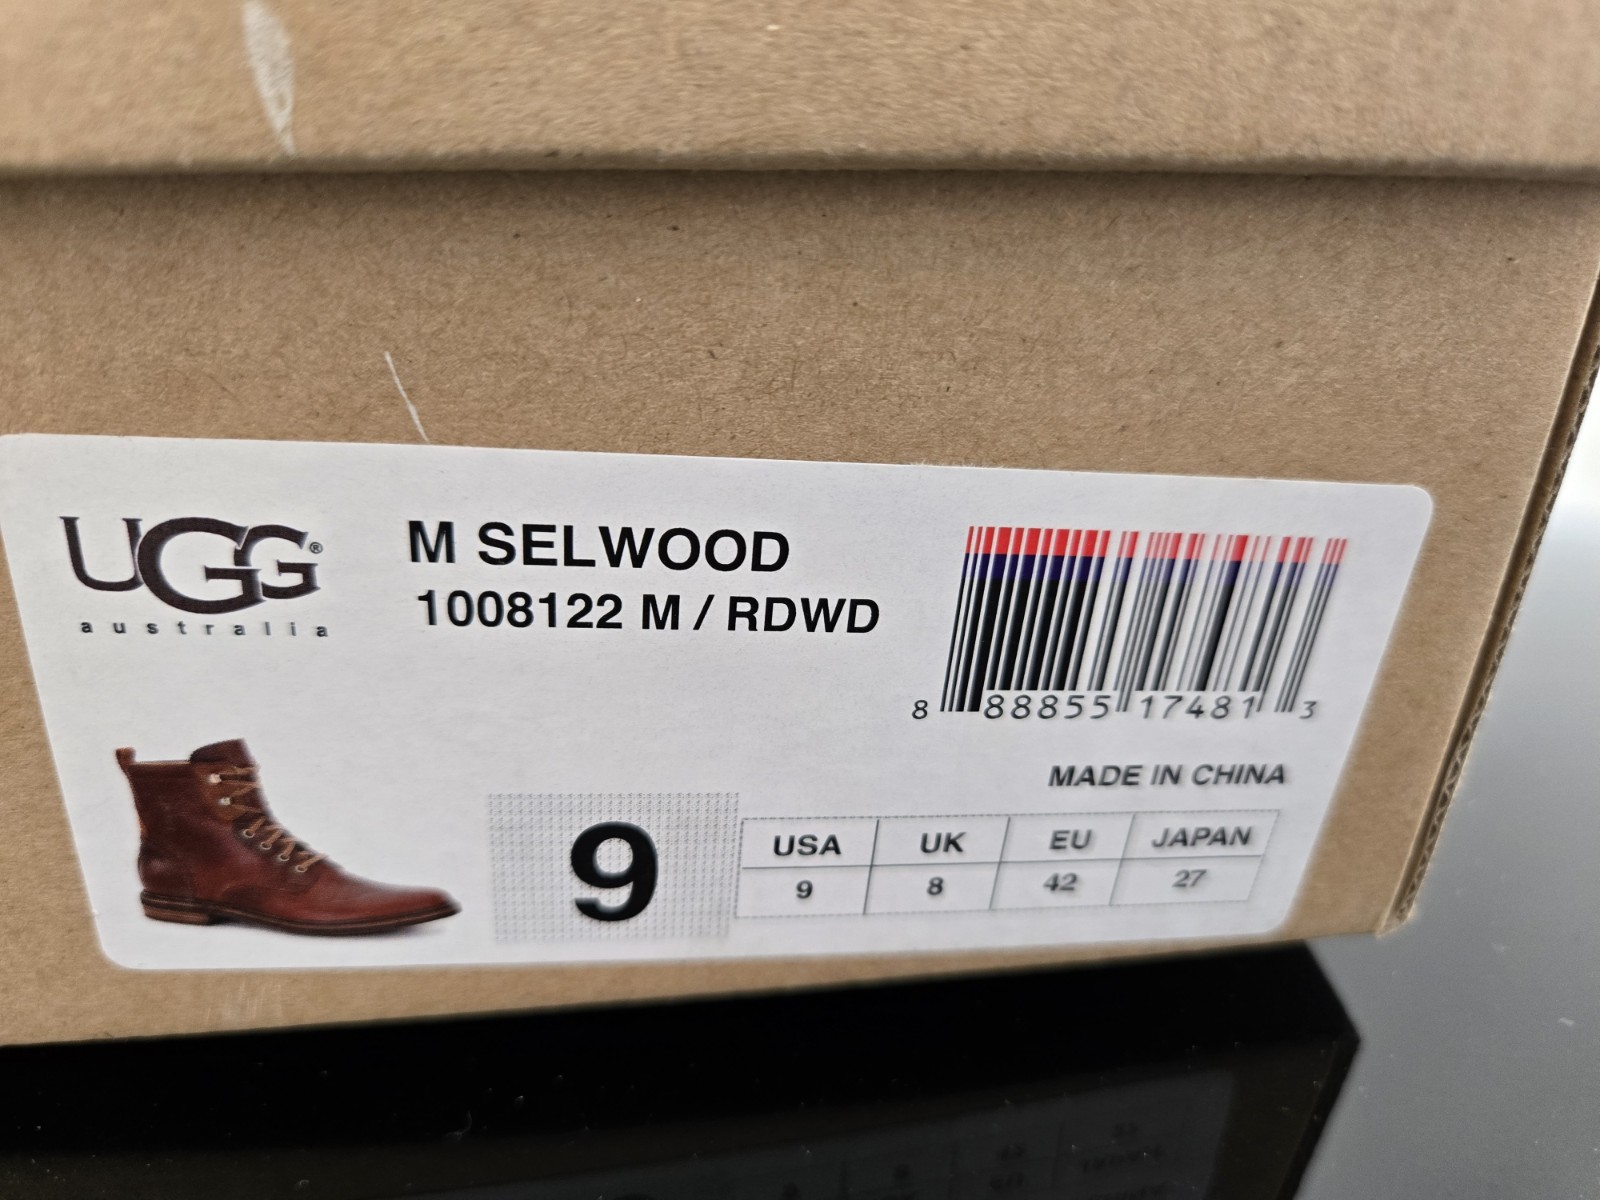 UGG®
australia
M SELWOOD
1008122 M / RDWD
8 88855 17481 3
MADE IN CHINA
9
USA UK EU JAPAN
9 8 42 27